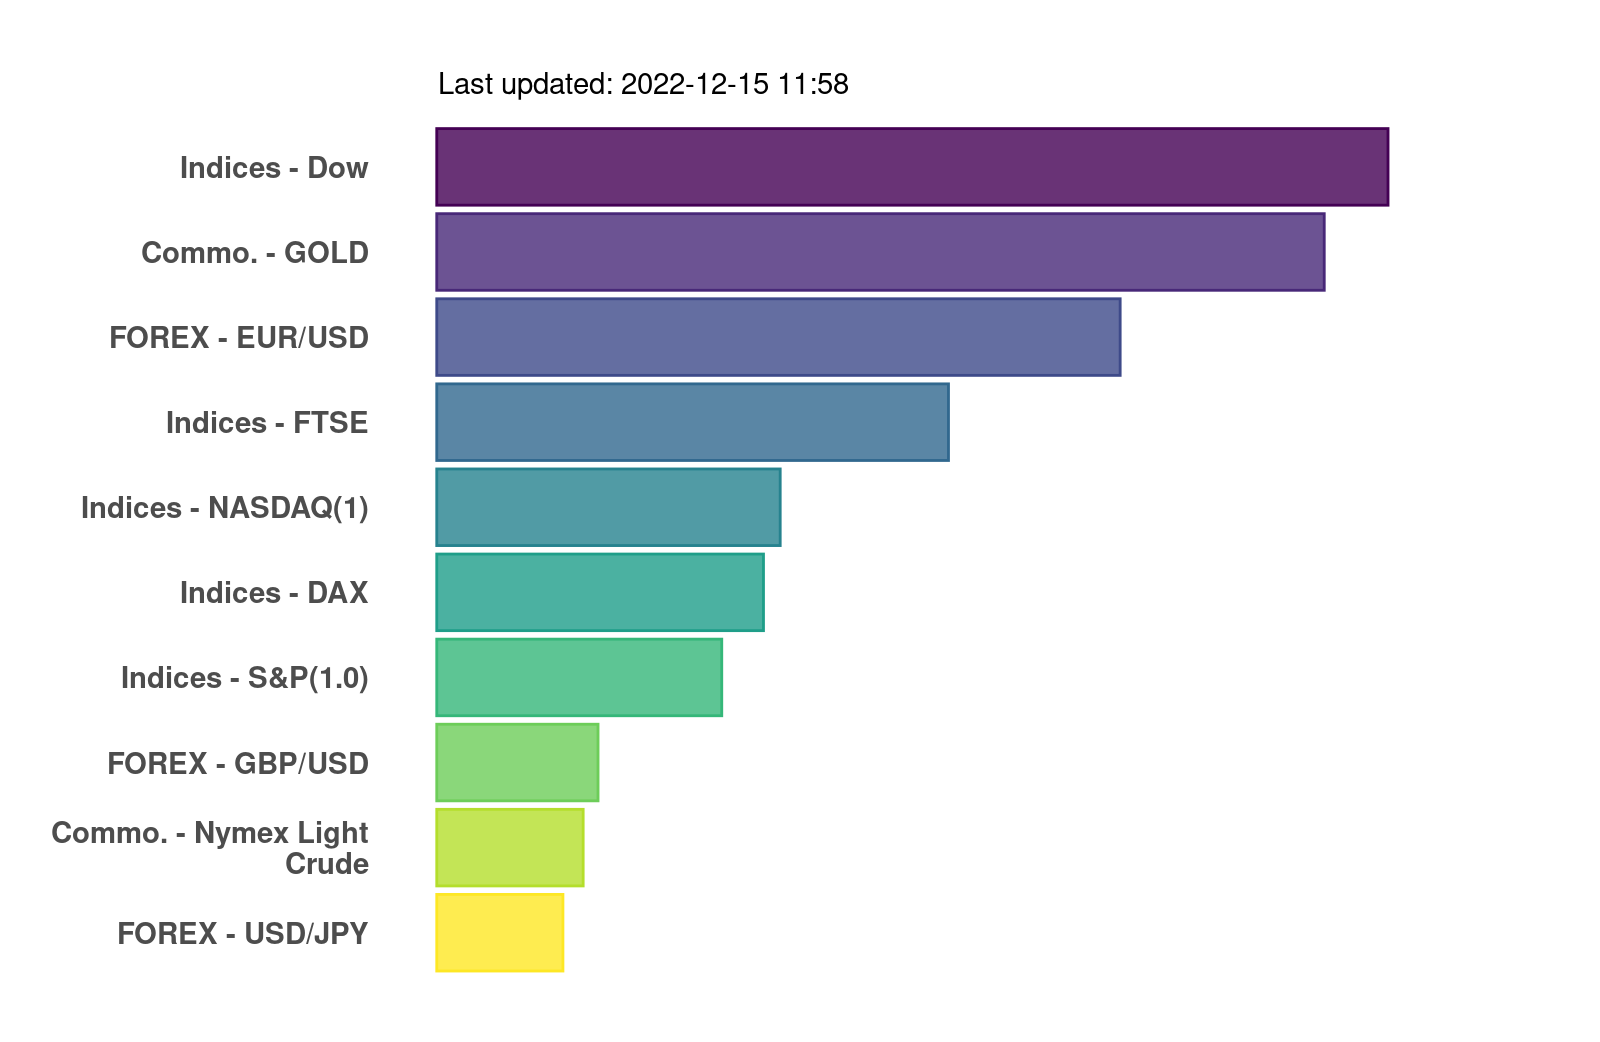 Last updated: 2022-12-15 11:58
Indices - Dow
Commo. - GOLD
FOREX - EUR/USD
Indices - FTSE
Indices - NASDAQ(1)
Indices - DAX
Indices - S&P(1.0)
FOREX - GBP/USD
Commo. - Nymex Light
Crude
FOREX - USD/JPY